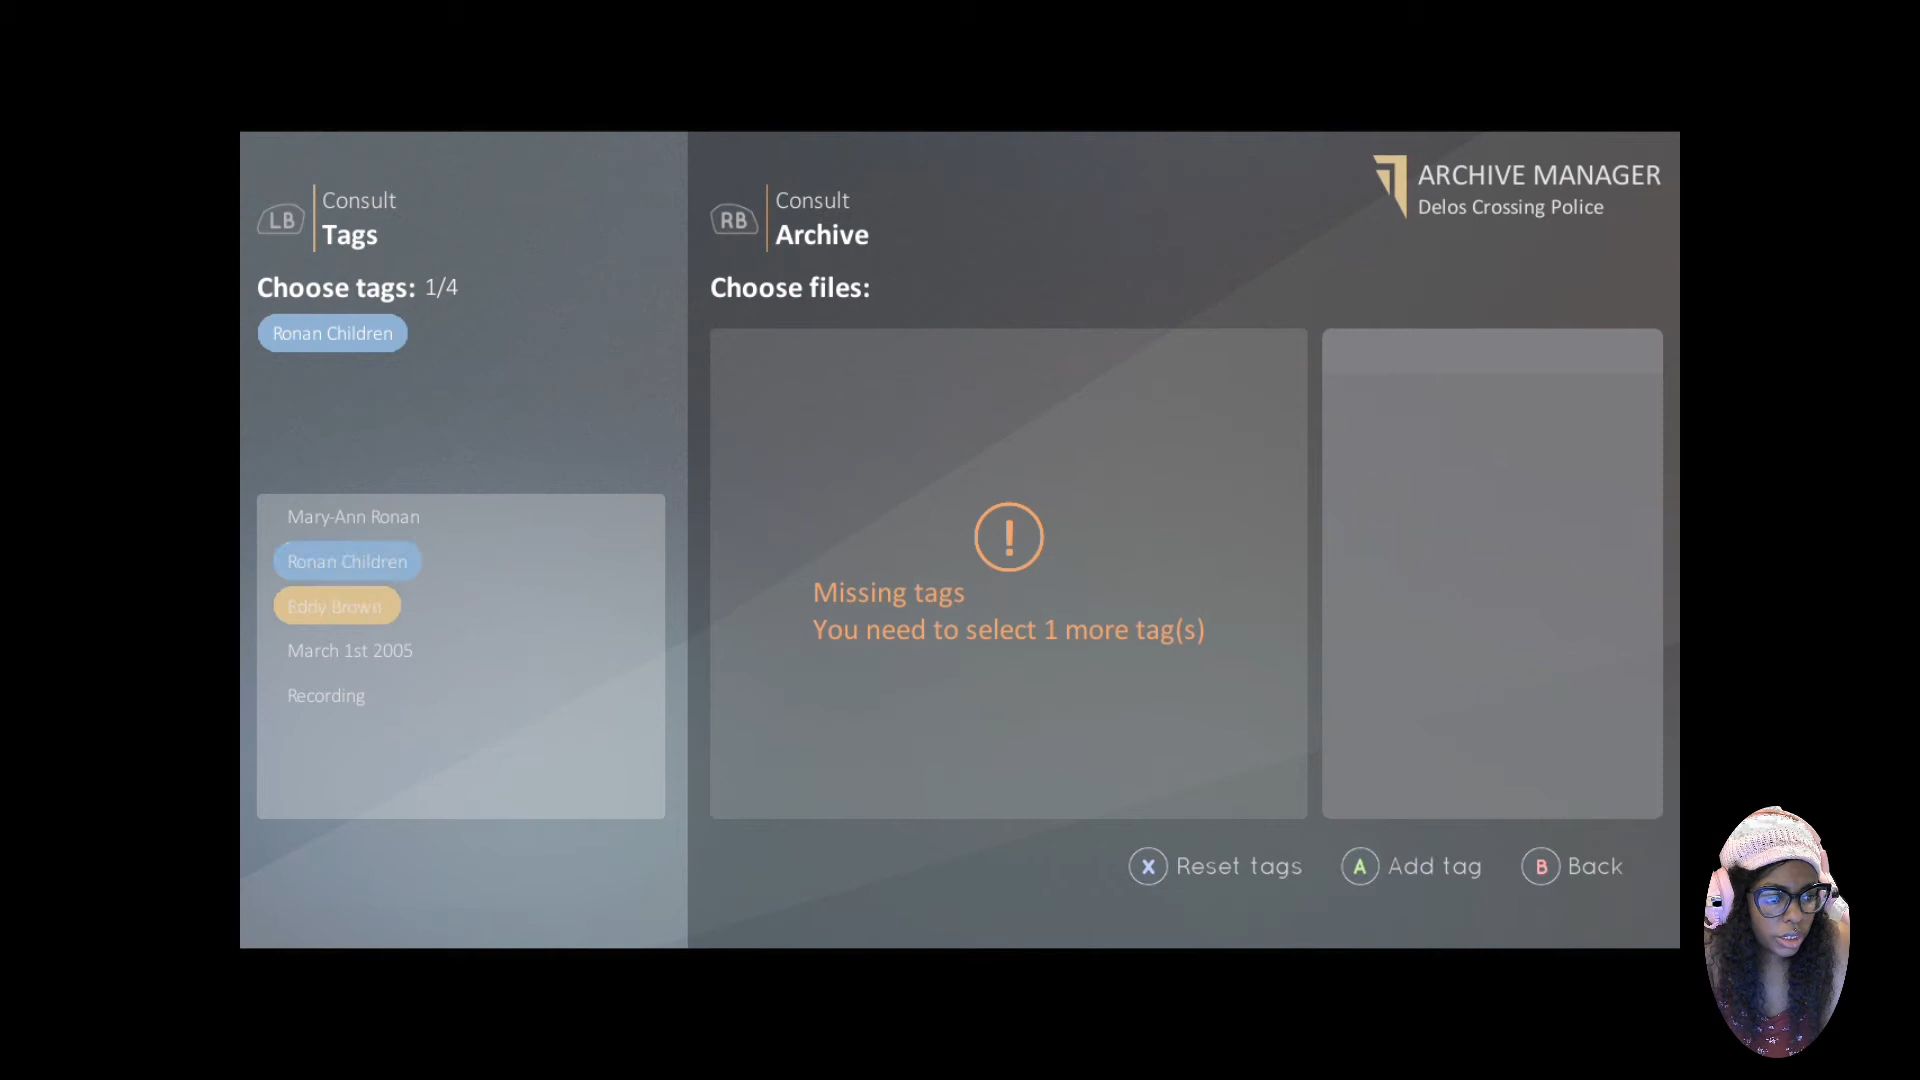 LB
Consult
Tags
Choose tags: 1/4
Ronan Children
Mary-Ann Ronan
Ronan Children
Eddy Brown
March 1st 2005
Recording
RB
Consult
Archive
Choose files:
ARCHIVE MANAGER
Delos Crossing Police
!
Missing tags
You need to select 1 more tag(s)
X Reset tags
A Add tag
B Back